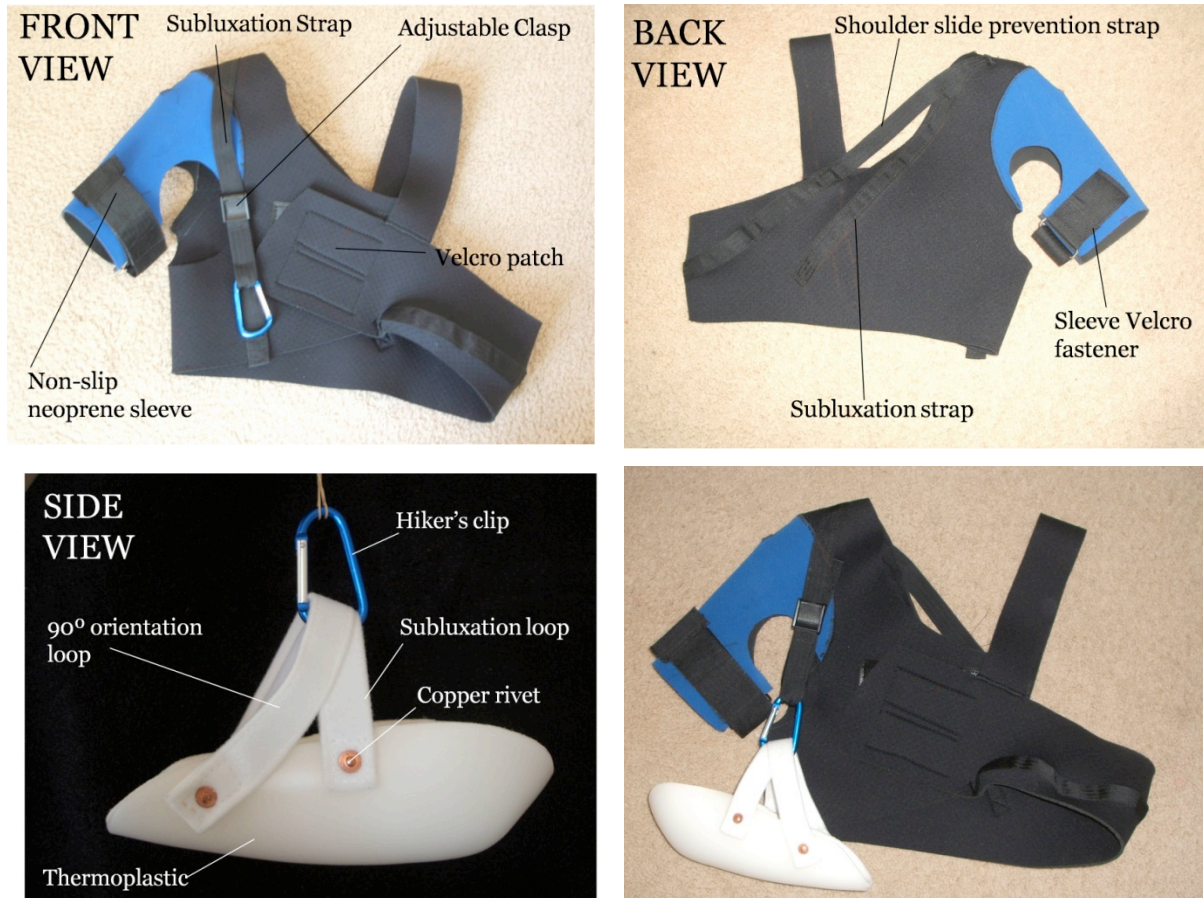 FRONT
VIEW
Subluxation Strap
Adjustable Clasp
Velcro patch
Non-slip
neoprene sleeve
BACK
VIEW
Shoulder slide prevention strap
Sleeve Velcro
fastener
Subluxation strap
SIDE
VIEW
Hiker's clip
90º orientation
loop
Subluxation loop
Copper rivet
Thermoplastic